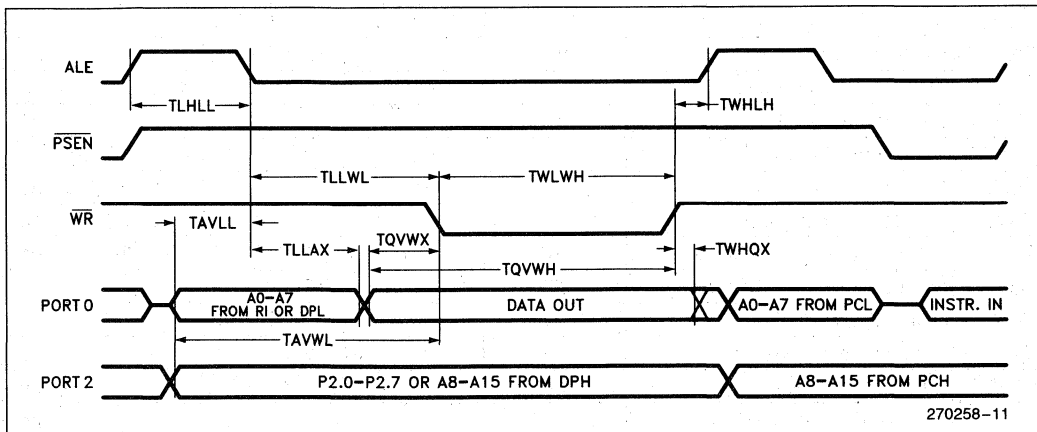 ALE
TLHLL
TWHLH
PSEN
TLLWL
TWLWH
WR
TAVLL
TQVWX
TLLAX
TWHQX
TQVWH
PORT 0
A0-A7
FROM RI OR DPL
DATA OUT
A0-A7 FROM PCL
INSTR. IN
TAVWL
PORT 2
P2.0-P2.7 OR A8-A15 FROM DPH
A8-A15 FROM PCH
270258-11